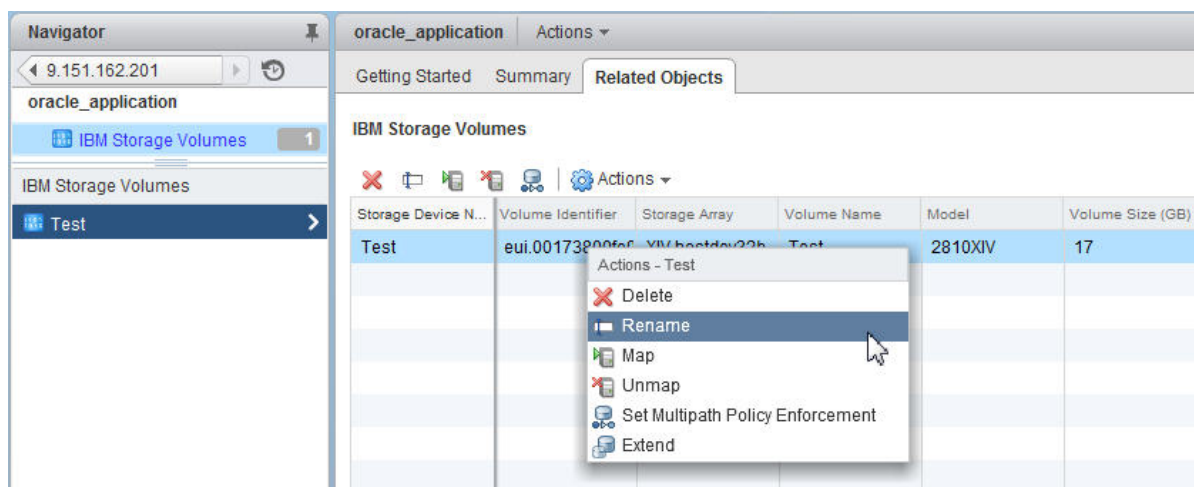 Navigator
9.151.162.201
oracle_application
IBM Storage Volumes 1
IBM Storage Volumes
Test
oracle_application Actions
Getting Started Summary Related Objects
IBM Storage Volumes
Actions
Storage Device N... Volume Identifier Storage Array Volume Name Model Volume Size (GB)
Test Test 2810XIV 17
Actions - Test
Delete
Rename
Map
Unmap
Set Multipath Policy Enforcement
Extend